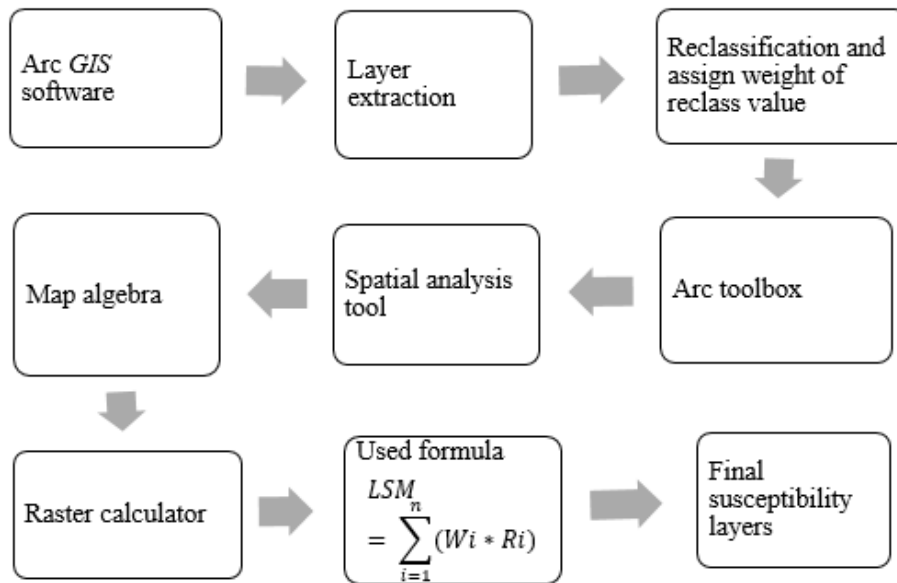 Arc GIS
software
Layer
extraction
Reclassification and
assign weight of
reclass value
Arc toolbox
Spatial analysis
tool
Map algebra
Raster calculator
Used formula
LSM
= ∑ⁿᵢ₌₁(Wi * Ri)
Final
susceptibility
layers